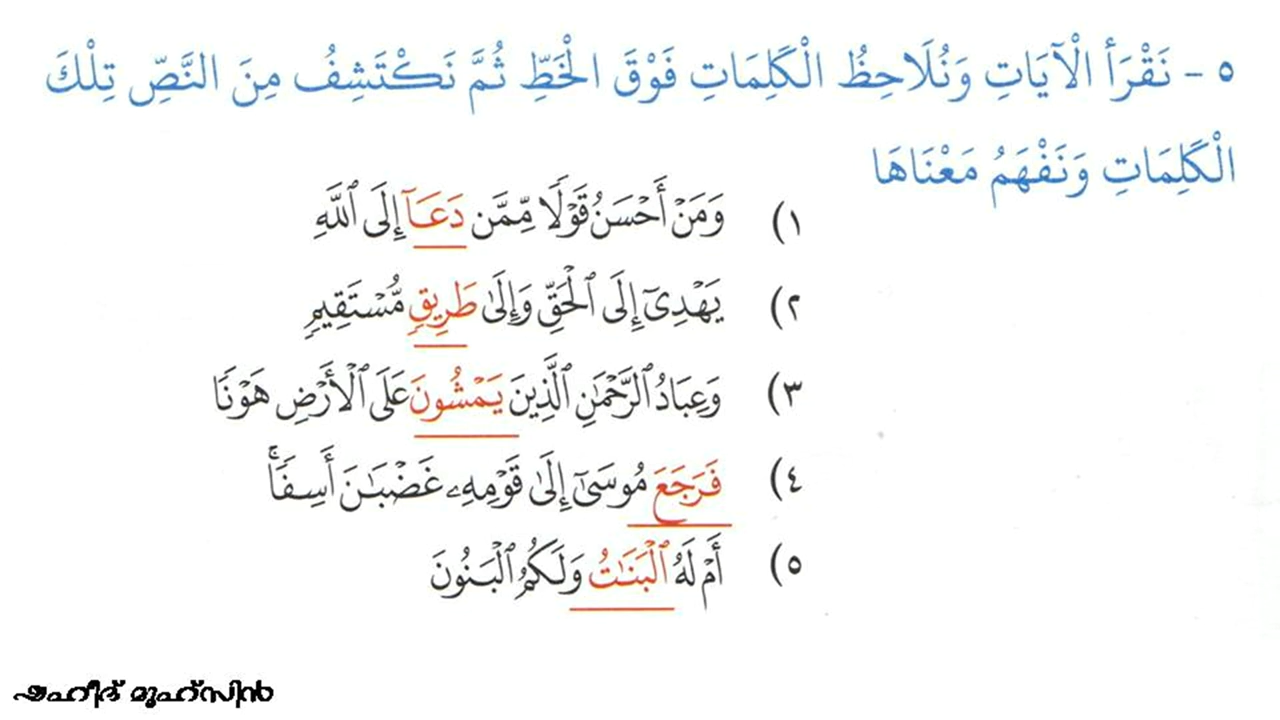 ٥ - نَقْرَأ الْآيَاتِ وَنُلَاحِظُ الْكَلِمَاتِ فَوْقَ الْخَطِّ ثُمَّ نَكْتَشِفُ مِنَ النَّصِّ تِلْكَ
الْكَلِمَاتِ وَنَفْهَمُ مَعْنَاهَا
١) وَمَنْ أَحْسَنُ قَوْلًا مِّمَّن دَعَآ إِلَى ٱللَّهِ
٢) يَهْدِىٓ إِلَى ٱلْحَقِّ وَإِلَىٰ طَرِيقٍ مُّسْتَقِيمٍ
٣) وَعِبَادُ ٱلرَّحْمَٰنِ ٱلَّذِينَ يَمْشُونَ عَلَى ٱلْأَرْضِ هَوْنًا
٤) فَرَجَعَ مُوسَىٰٓ إِلَىٰ قَوْمِهِۦ غَضْبَٰنَ أَسِفًا ۚ
٥) أَمْ لَهُ ٱلْبَنَٰتُ وَلَكُمُ ٱلْبَنُونَ
ഷഹീദ് മുഹ്സിൻ